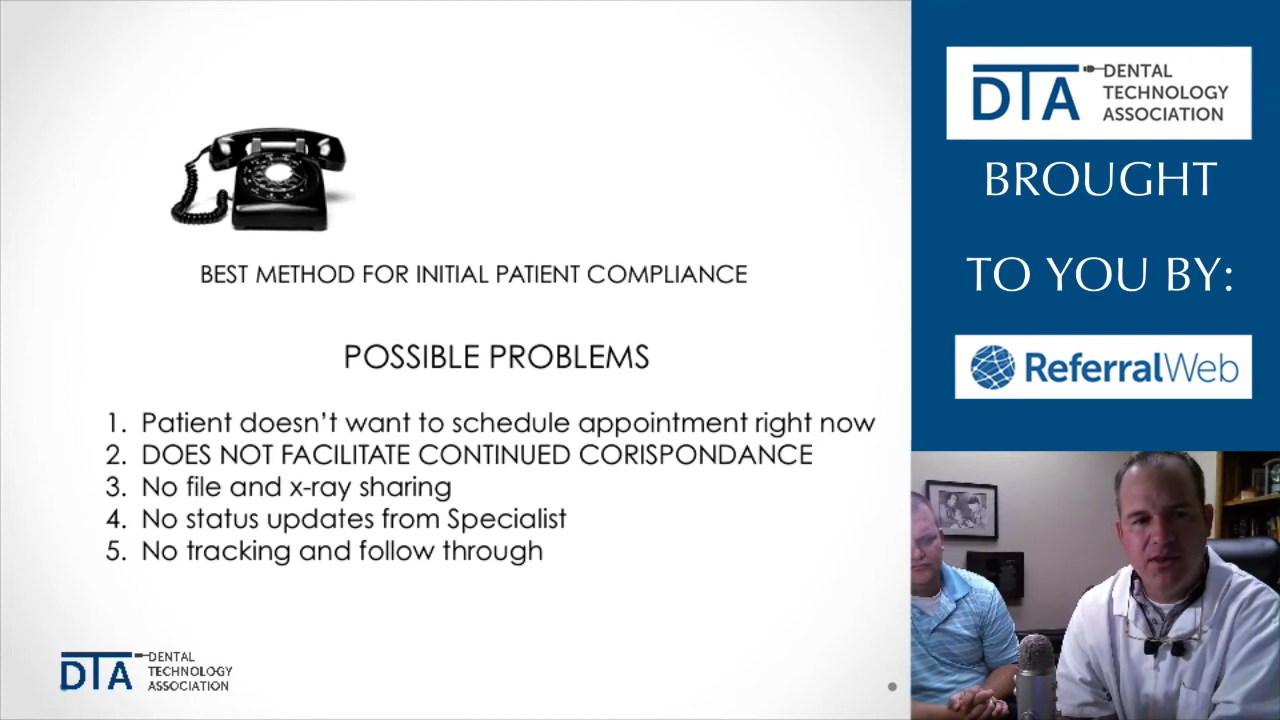 BEST METHOD FOR INITIAL PATIENT COMPLIANCE
POSSIBLE PROBLEMS
1. Patient doesn't want to schedule appointment right now
2. DOES NOT FACILITATE CONTINUED CORISPONDANCE
3. No file and x-ray sharing
4. No status updates from Specialist
5. No tracking and follow through
DTA DENTAL
TECHNOLOGY
ASSOCIATION
DTA DENTAL
TECHNOLOGY
ASSOCIATION
BROUGHT
TO YOU BY:
ReferralWeb